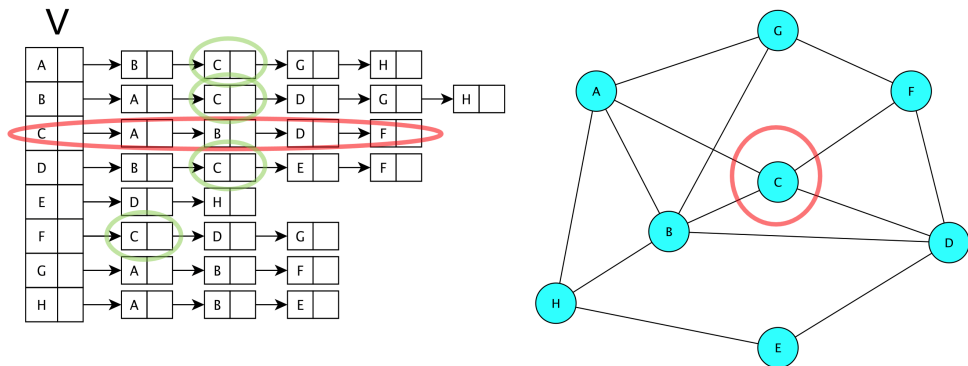 V
A B C G H
B A C D G H
C A B D F
D B C E F
E D H
F C D G
G A B F
H A B E
G
A
F
C
B
D
H
E